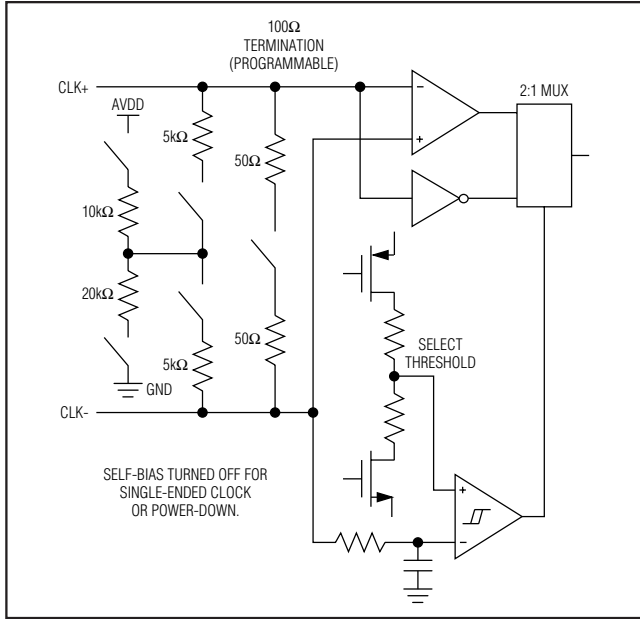 100Ω
TERMINATION
(PROGRAMMABLE)
CLK+
AVDD
2:1 MUX
5kΩ
50Ω
10kΩ
20kΩ
50Ω
SELECT
THRESHOLD
5kΩ
GND
CLK-
SELF-BIAS TURNED OFF FOR
SINGLE-ENDED CLOCK
OR POWER-DOWN.
−
+
+
−